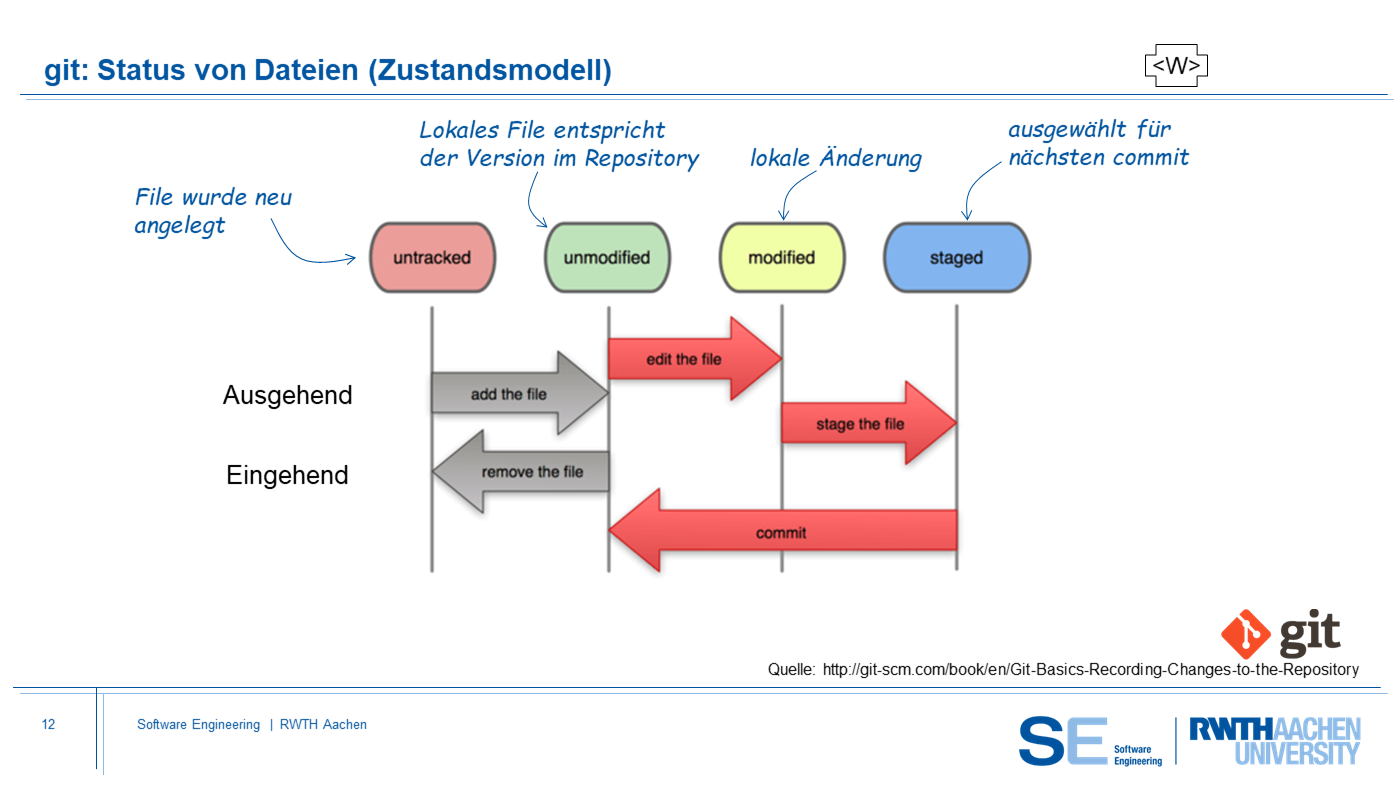 git: Status von Dateien (Zustandsmodell)
<W>
Lokales File entspricht
der Version im Repository
lokale Änderung
ausgewählt für
nächsten commit
File wurde neu
angelegt
untracked
unmodified
modified
staged
edit the file
Ausgehend
add the file
stage the file
Eingehend
remove the file
commit
git
Quelle: http://git-scm.com/book/en/Git-Basics-Recording-Changes-to-the-Repository
12
Software Engineering | RWTH Aachen
SE Software
Engineering
RWTHAACHEN
UNIVERSITY